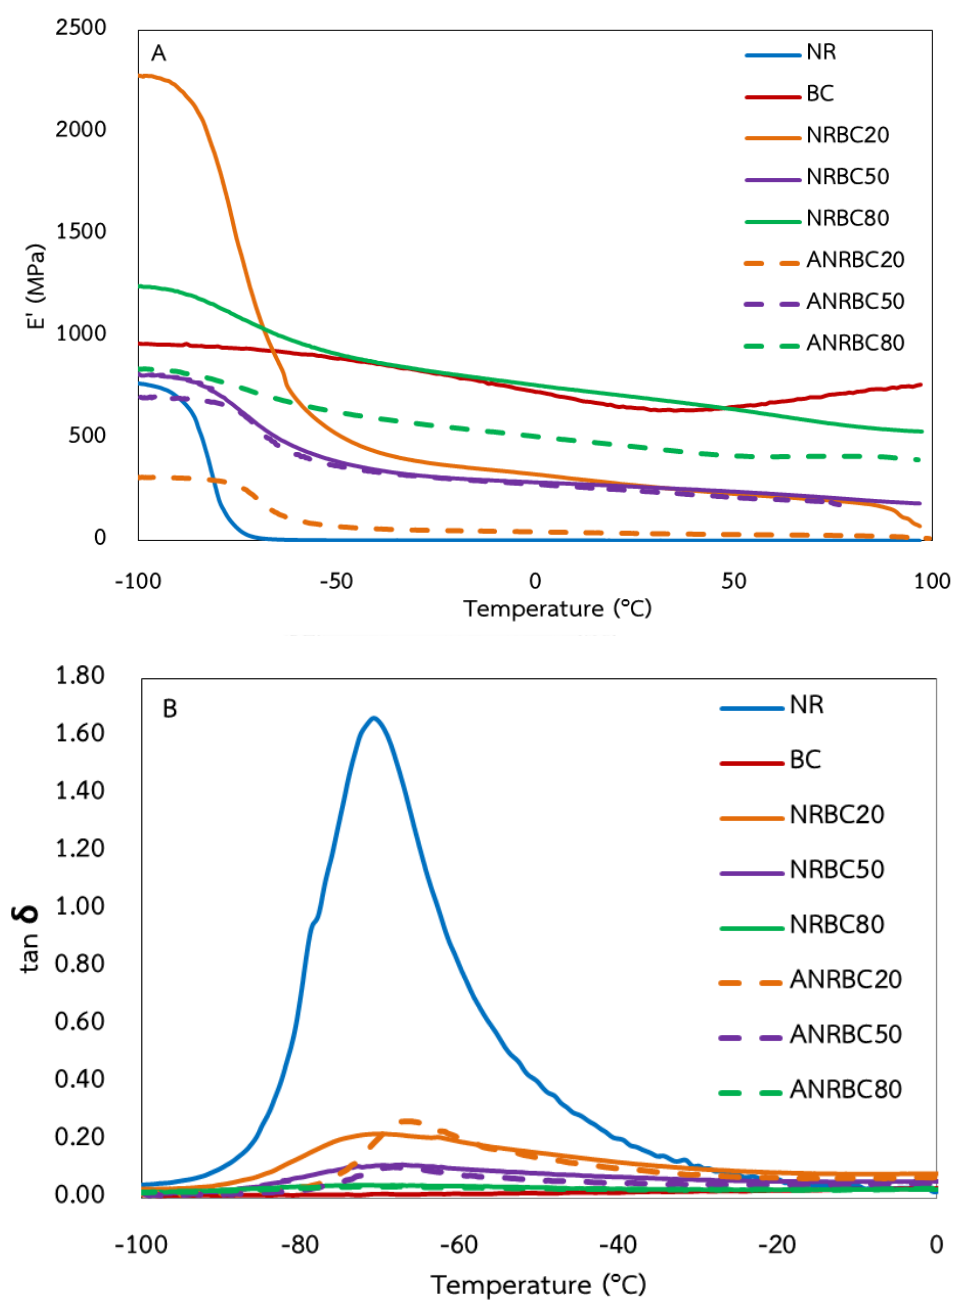 2500
A
NR
BC
2000
NRBC20
NRBC50
1500
NRBC80
ANRBC20
E' (MPa)
ANRBC50
1000
ANRBC80
500
0
-100 -50 0 50 100
Temperature (°C)
1.80
B
NR
1.60
BC
1.40
NRBC20
1.20
NRBC50
1.00
NRBC80
tan δ
0.80
ANRBC20
0.60
ANRBC50
0.40
ANRBC80
0.20
0.00
-100 -80 -60 -40 -20 0
Temperature (°C)